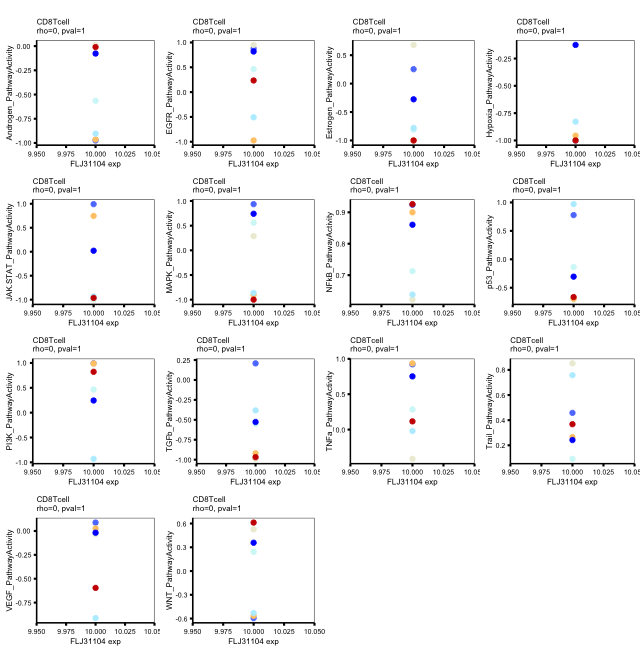 CD8Tcell
rho=0, pval=1
Androgen_PathwayActivity
0.00
-0.25
-0.50
-0.75
-1.00
9.950 9.975 10.000 10.025 10.05
FLJ31104 exp
CD8Tcell
rho=0, pval=1
EGFR_PathwayActivity
1.0
0.5
0.0
-0.5
-1.0
9.950 9.975 10.000 10.025 10.050
FLJ31104 exp
CD8Tcell
rho=0, pval=1
Estrogen_PathwayActivity
0.5
0.0
-0.5
-1.0
9.950 9.975 10.000 10.025 10.05
FLJ31104 exp
CD8Tcell
rho=0, pval=1
Hypoxia_PathwayActivity
-0.25
-0.50
-0.75
-1.00
9.950 9.975 10.000 10.025 10.05
FLJ31104 exp
CD8Tcell
rho=0, pval=1
JAK.STAT_PathwayActivity
1.0
0.5
0.0
-0.5
-1.0
9.950 9.975 10.000 10.025 10.050
FLJ31104 exp
CD8Tcell
rho=0, pval=1
MAPK_PathwayActivity
1.0
0.5
0.0
-0.5
-1.0
9.950 9.975 10.000 10.025 10.050
FLJ31104 exp
CD8Tcell
rho=0, pval=1
NFkB_PathwayActivity
0.9
0.8
0.7
9.950 9.975 10.000 10.025 10.050
FLJ31104 exp
CD8Tcell
rho=0, pval=1
p53_PathwayActivity
1.0
0.5
0.0
-0.5
9.950 9.975 10.000 10.025 10.050
FLJ31104 exp
CD8Tcell
rho=0, pval=1
PI3K_PathwayActivity
1.0
0.5
0.0
-0.5
-1.0
9.950 9.975 10.000 10.025 10.050
FLJ31104 exp
CD8Tcell
rho=0, pval=1
TGFb_PathwayActivity
0.25
0.00
-0.25
-0.50
-0.75
-1.00
9.950 9.975 10.000 10.025 10.05
FLJ31104 exp
CD8Tcell
rho=0, pval=1
TNFa_PathwayActivity
1.0
0.5
0.0
9.950 9.975 10.000 10.025 10.050
FLJ31104 exp
CD8Tcell
rho=0, pval=1
Trail_PathwayActivity
0.8
0.6
0.4
0.2
9.950 9.975 10.000 10.025 10.050
FLJ31104 exp
CD8Tcell
rho=0, pval=1
VEGF_PathwayActivity
0.00
-0.25
-0.50
-0.75
9.950 9.975 10.000 10.025 10.05
FLJ31104 exp
CD8Tcell
rho=0, pval=1
WNT_PathwayActivity
0.6
0.3
0.0
-0.3
-0.6
9.950 9.975 10.000 10.025 10.050
FLJ31104 exp